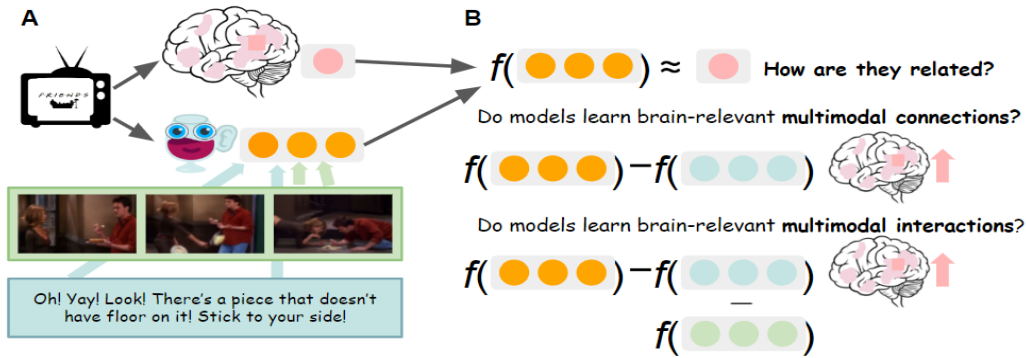 A
B
FRIENDS
f( ) ≈ How are they related?
Do models learn brain-relevant multimodal connections?
f( ) – f( )
Do models learn brain-relevant multimodal interactions?
f( ) – f( )
–
f( )
Oh! Yay! Look! There's a piece that doesn't
have floor on it! Stick to your side!